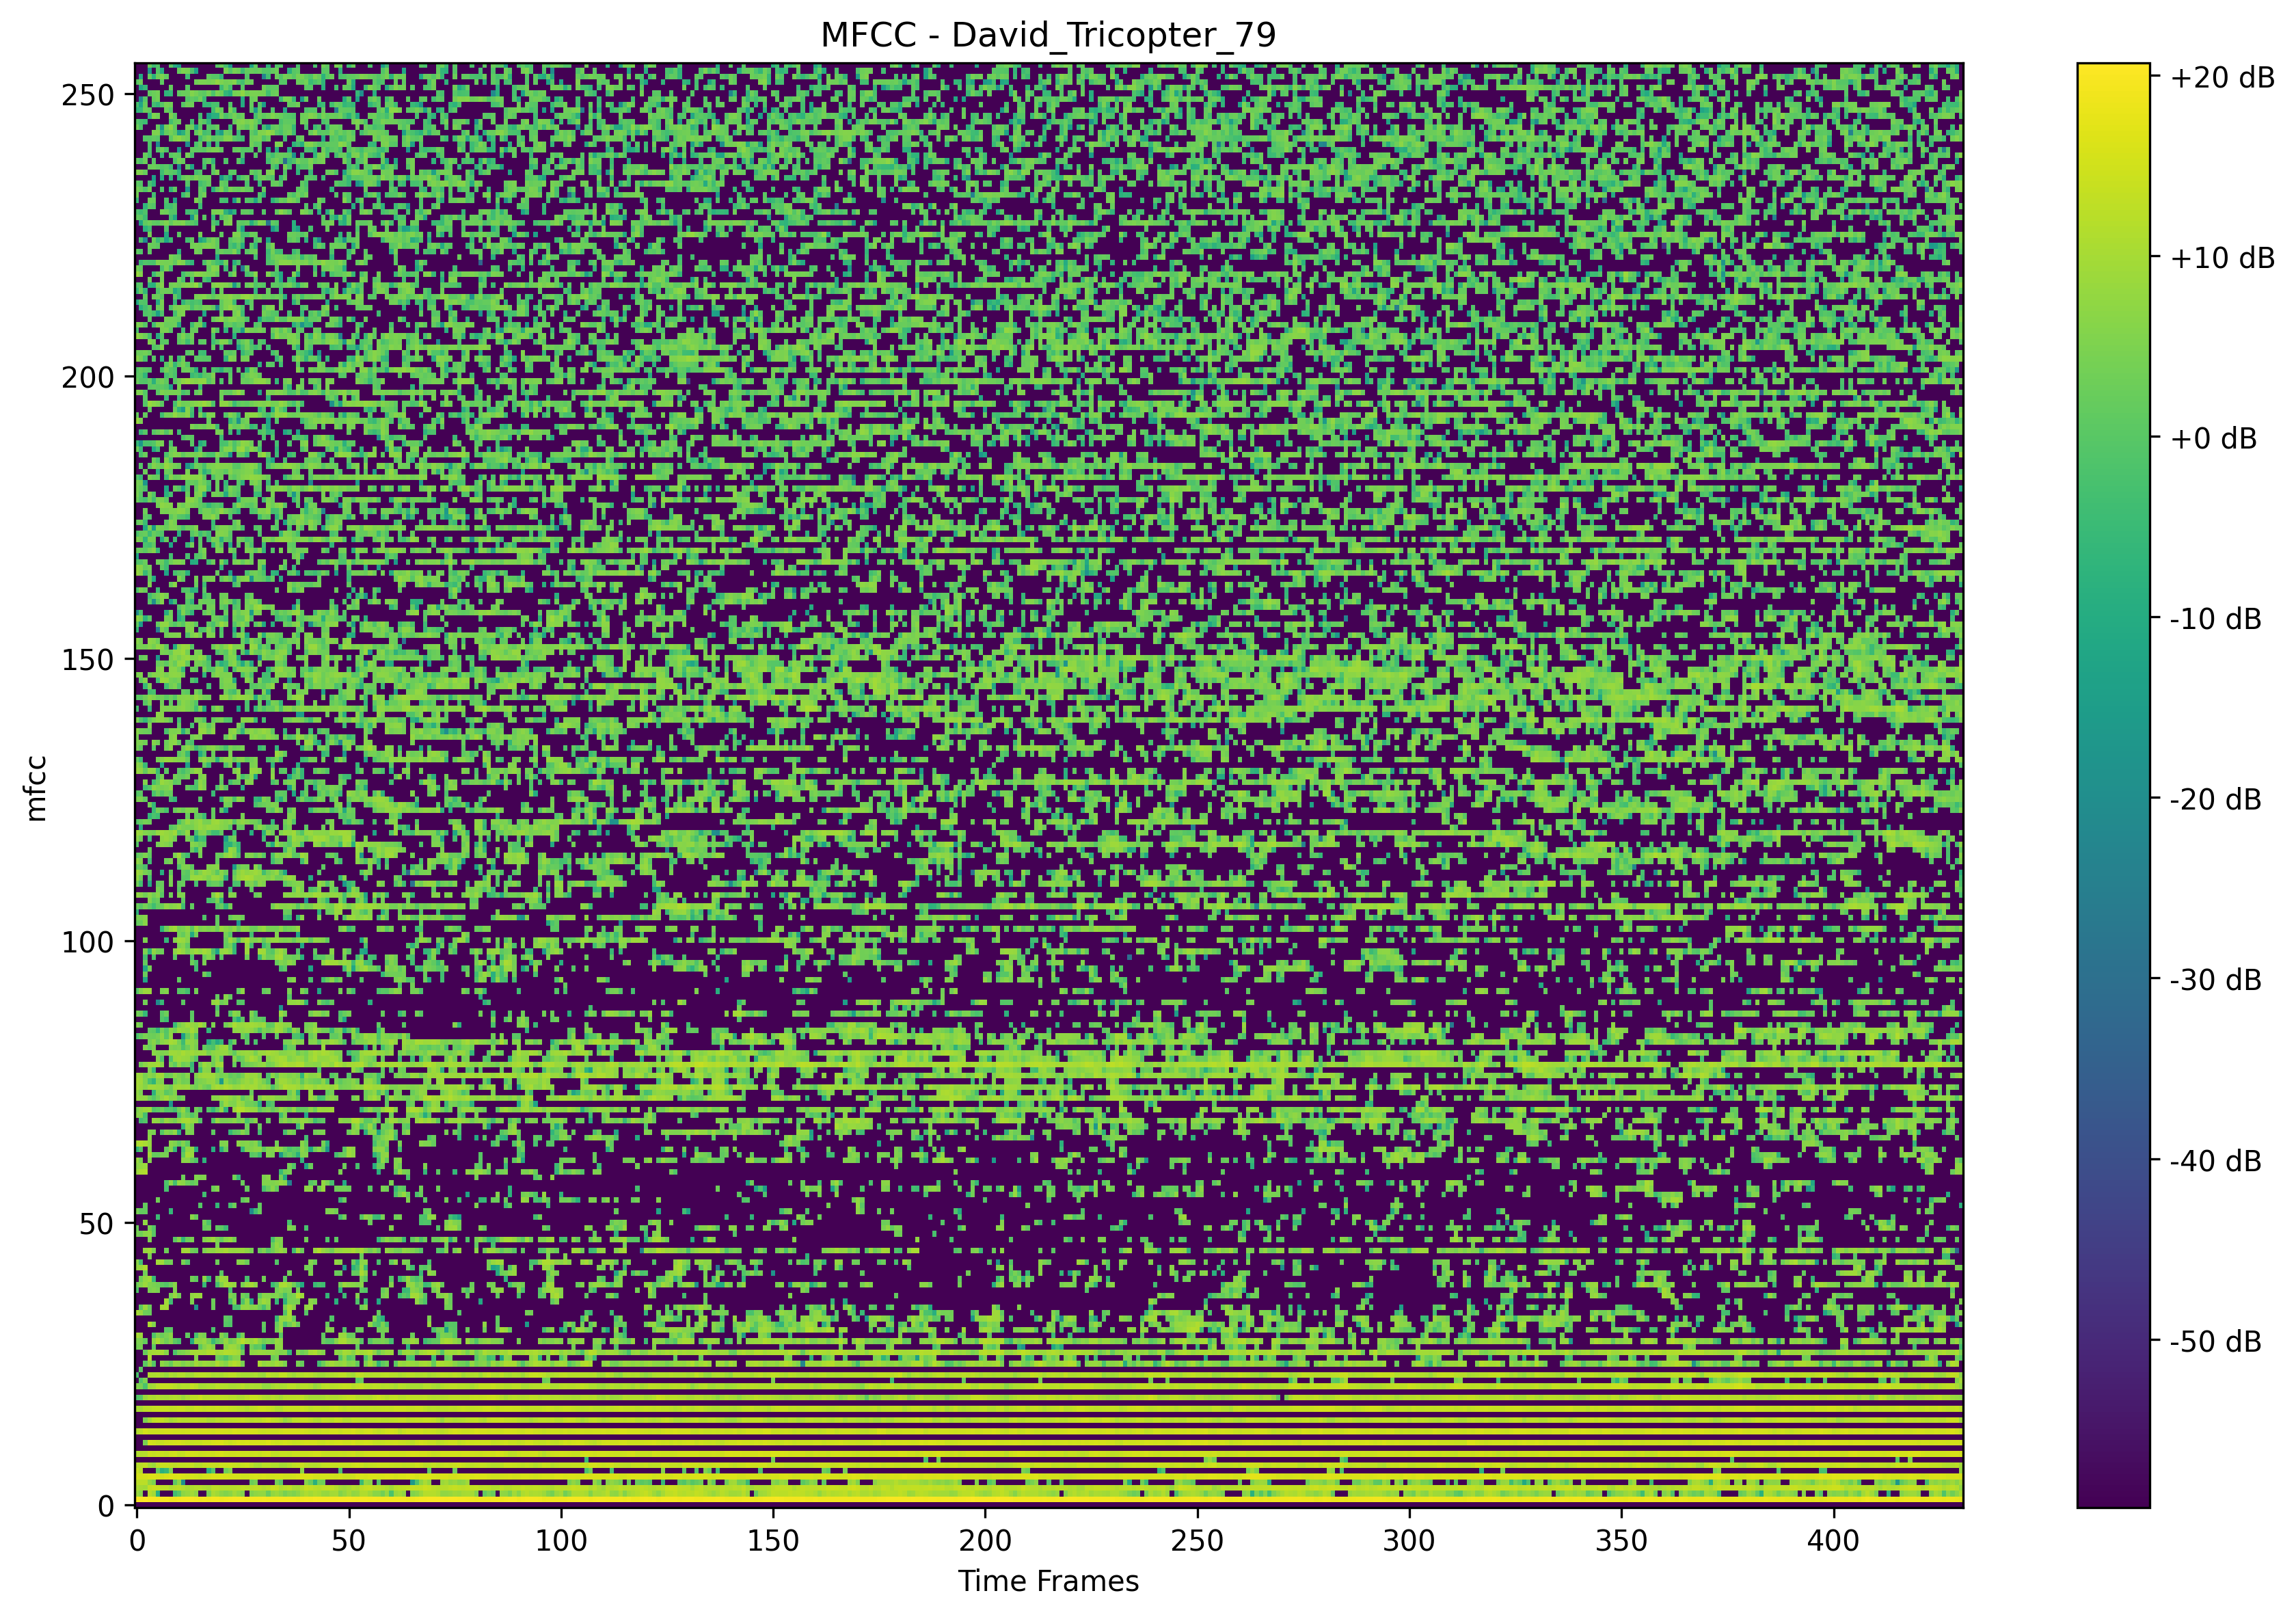 MFCC - David_Tricopter_79
250
200
150
100
50
0
mfcc
0 50 100 150 200 250 300 350 400
Time Frames
+20 dB
+10 dB
+0 dB
-10 dB
-20 dB
-30 dB
-40 dB
-50 dB